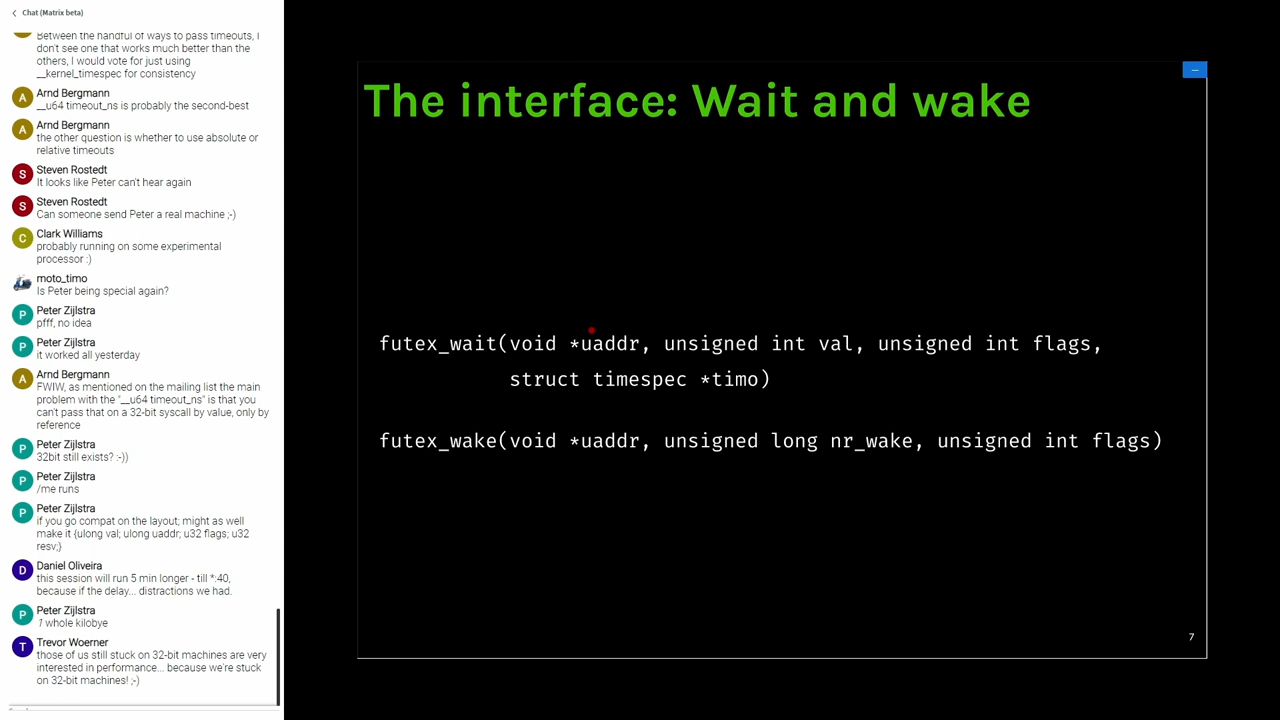 Chat (Matrix beta)
Between the handful of ways to pass timeouts, I
don't see one that works much better than the
others, I would vote for just using
__kernel_timespec for consistency
A
Arnd Bergmann
__u64 timeout_ns is probably the second-best
A
Arnd Bergmann
the other question is whether to use absolute or
relative timeouts
S
Steven Rostedt
It looks like Peter can't hear again
S
Steven Rostedt
Can someone send Peter a real machine ;-)
C
Clark Williams
probably running on some experimental
processor :)
moto_timo
Is Peter being special again?
P
Peter Zijlstra
pfff, no idea
P
Peter Zijlstra
it worked all yesterday
A
Arnd Bergmann
FWIW, as mentioned on the mailing list the main
problem with the "__u64 timeout_ns" is that you
can't pass that on a 32-bit syscall by value, only by
reference
P
Peter Zijlstra
32bit still exists? :-))
P
Peter Zijlstra
/me runs
P
Peter Zijlstra
if you go compat on the layout; might as well
make it {ulong val; ulong uaddr; u32 flags; u32
resv;}
D
Daniel Oliveira
this session will run 5 min longer - till *:40,
because if the delay... distractions we had.
P
Peter Zijlstra
1 whole kilobye
T
Trevor Woerner
those of us still stuck on 32-bit machines are very
interested in performance... because we're stuck
on 32-bit machines! ;-)
The interface: Wait and wake
futex_wait(void *uaddr, unsigned int val, unsigned int flags,
struct timespec *timo)
futex_wake(void *uaddr, unsigned long nr_wake, unsigned int flags)
7